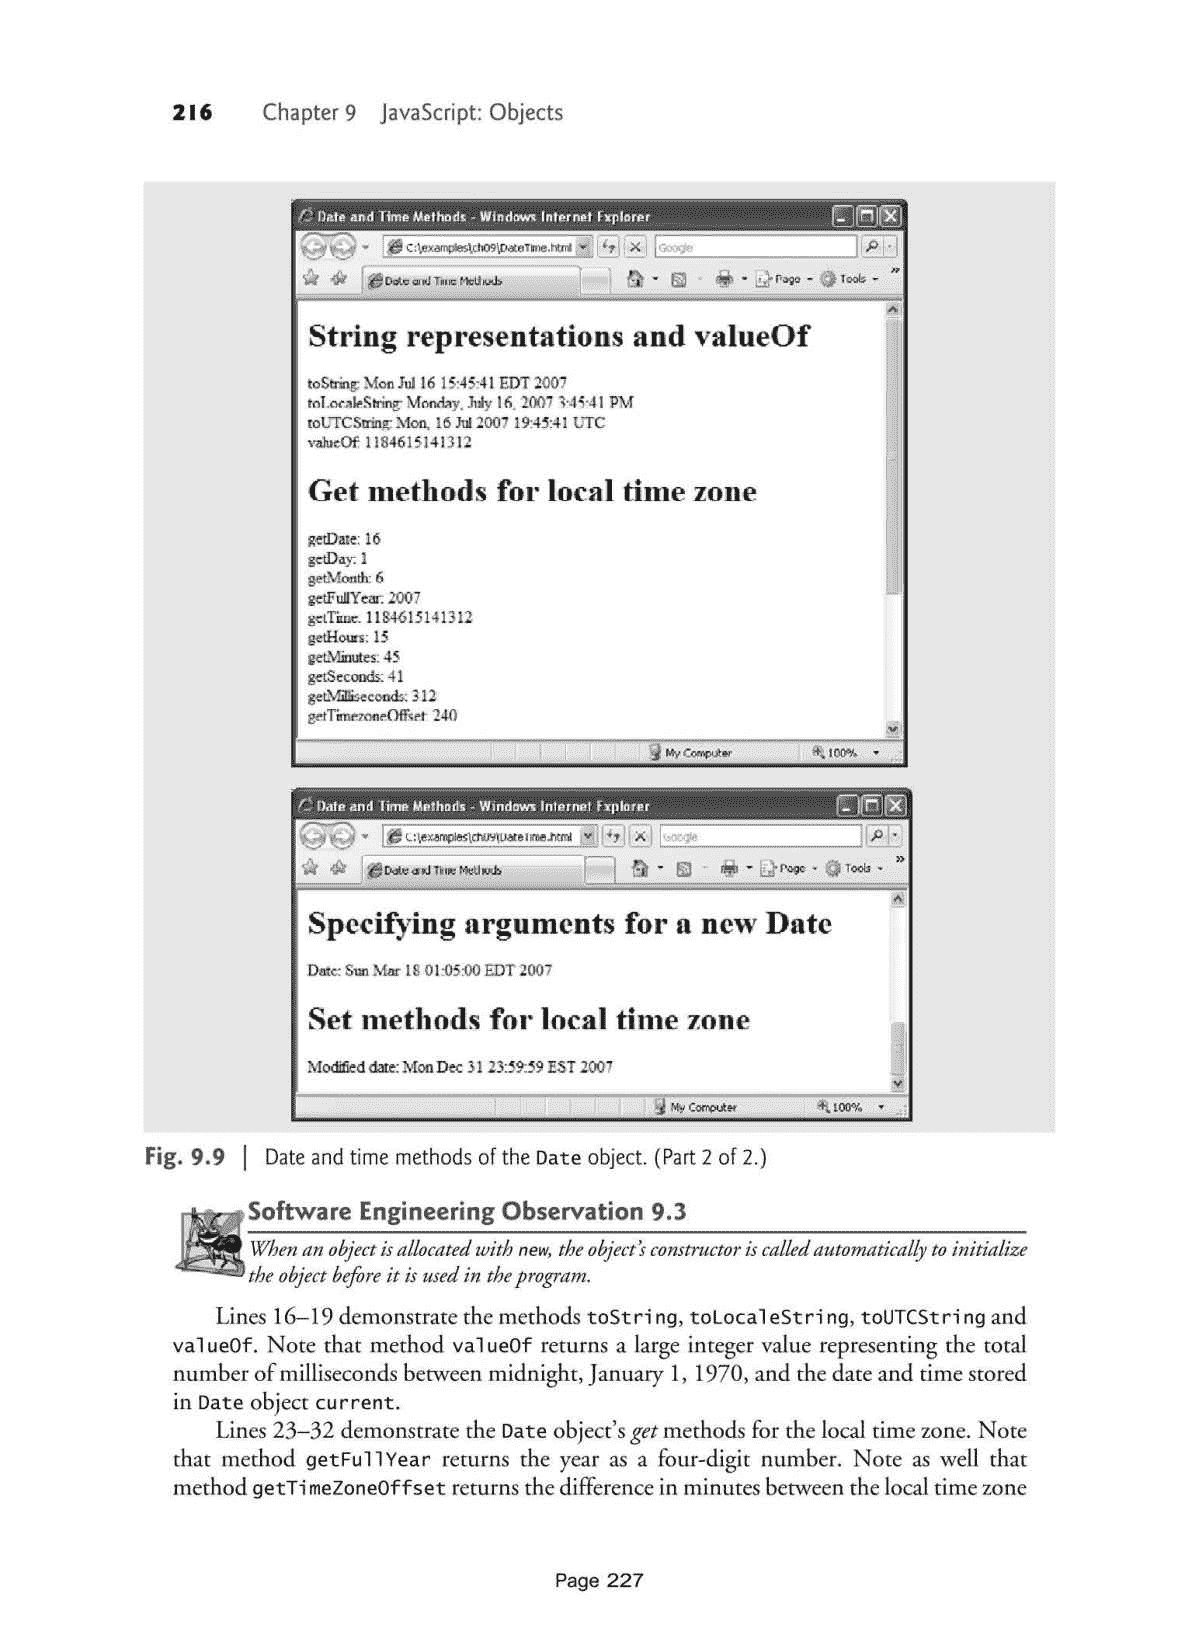 216 Chapter 9 JavaScript: Objects
Date and Time Methods - Windows Internet Explorer
C:\examples\ch09\DateTime.html Google
Date and Time Methods Page Tools
String representations and valueOf
toString: Mon Jul 16 15:45:41 EDT 2007
toLocaleString: Monday, July 16, 2007 3:45:41 PM
toUTCString: Mon, 16 Jul 2007 19:45:41 UTC
valueOf: 1184615141312
Get methods for local time zone
getDate: 16
getDay: 1
getMonth: 6
getFullYear: 2007
getTime: 1184615141312
getHours: 15
getMinutes: 45
getSeconds: 41
getMilliseconds: 312
getTimezoneOffset: 240
My Computer 100%
Date and Time Methods - Windows Internet Explorer
C:\examples\ch09\DateTime.html Google
Date and Time Methods Page Tools
Specifying arguments for a new Date
Date: Sun Mar 18 01:05:00 EDT 2007
Set methods for local time zone
Modified date: Mon Dec 31 23:59:59 EST 2007
My Computer 100%
Fig. 9.9 | Date and time methods of the Date object. (Part 2 of 2.)
Software Engineering Observation 9.3
When an object is allocated with new, the object's constructor is called automatically to initialize
the object before it is used in the program.
Lines 16–19 demonstrate the methods toString, toLocaleString, toUTCString and
valueOf. Note that method valueOf returns a large integer value representing the total
number of milliseconds between midnight, January 1, 1970, and the date and time stored
in Date object current.
Lines 23–32 demonstrate the Date object's get methods for the local time zone. Note
that method getFullYear returns the year as a four-digit number. Note as well that
method getTimeZoneOffset returns the difference in minutes between the local time zone
Page 227